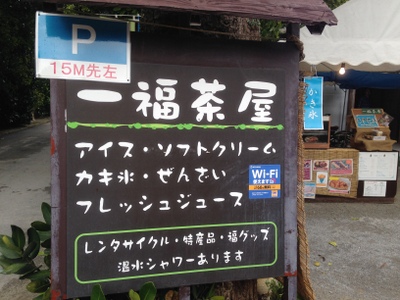 P
15M先左
一福茶屋
アイス・ソフトクリーム
カキ氷・ぜんざい
フレッシュジュース
Wi-Fi
レンタサイクル・特産品・福グッズ
温水シャワーあります
かき氷